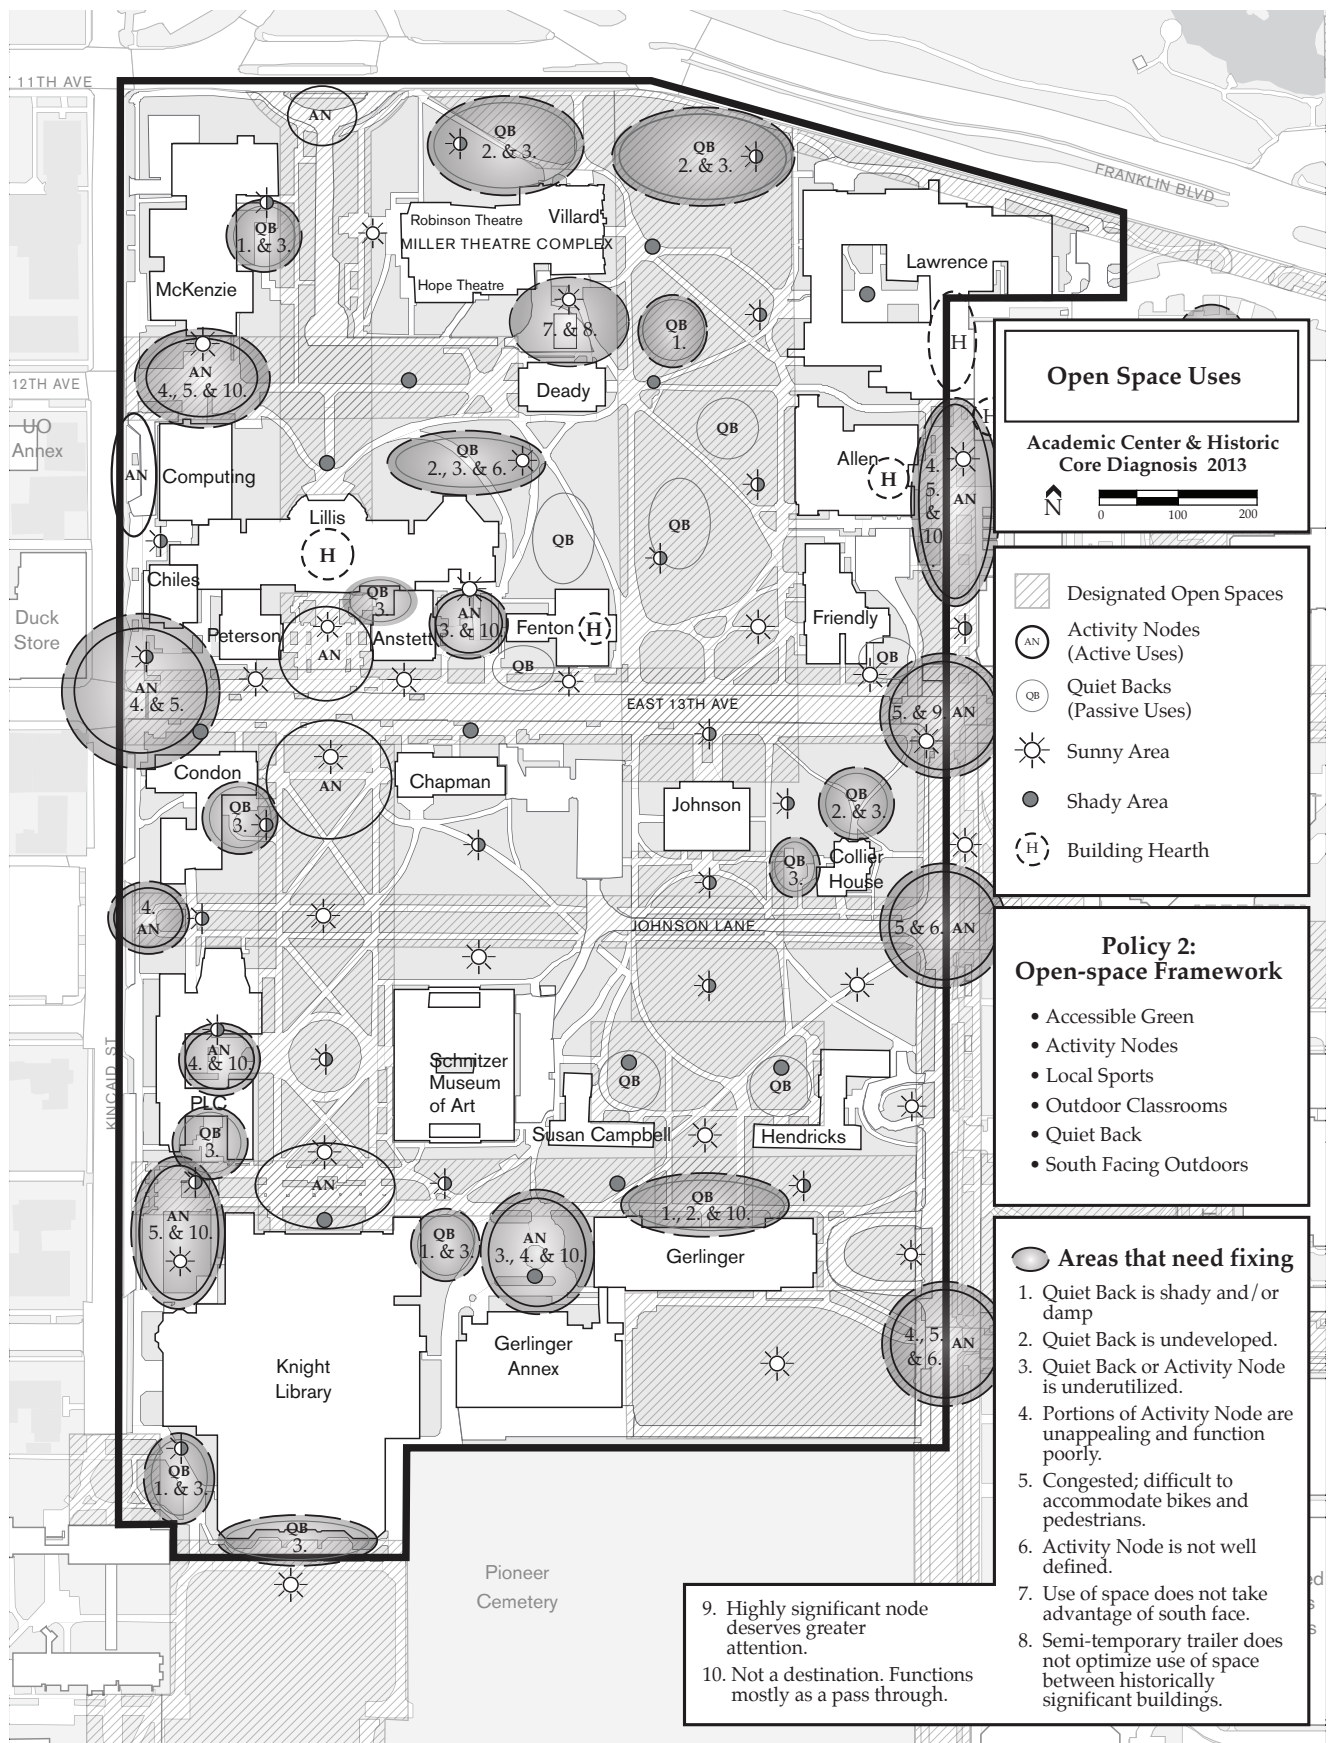 11TH AVE
AN
QB
2. & 3.
QB
2. & 3.
FRANKLIN BLVD
QB
1. & 3.
Robinson Theatre
Villard
MILLER THEATRE COMPLEX
Hope Theatre
McKenzie
Lawrence
7. & 8.
QB
1.
H
AN
4., 5. & 10.
12TH AVE
Deady
UO
Annex
AN
Computing
QB
2., 3. & 6.
QB
Allen
H
H
4.
5.
&
10
.
AN
Lillis
H
QB
QB
Chiles
QB
3.
Duck
Store
Peterson
AN
Anstett
AN
3. & 10.
Fenton
H
Friendly
QB
QB
AN
4. & 5.
EAST 13TH AVE
5. & 9.
AN
Condon
AN
Chapman
Johnson
QB
2. & 3.
QB
3.
QB
3.
Collier
House
4.
AN
JOHNSON LANE
5 & 6.
AN
KINCAID ST
AN
4. & 10.
PLC
QB
3.
Schnitzer
Museum
of Art
QB
QB
Susan Campbell
Hendricks
AN
AN
5. & 10.
QB
1. & 3.
AN
3., 4. & 10.
QB
1., 2. & 10.
Gerlinger
Gerlinger
Annex
4., 5.
& 6.
AN
Knight
Library
QB
1. & 3.
QB
3.
Pioneer
Cemetery
Open Space Uses
Academic Center & Historic
Core Diagnosis 2013
N
0 100 200
Designated Open Spaces
AN
Activity Nodes
(Active Uses)
QB
Quiet Backs
(Passive Uses)
Sunny Area
Shady Area
H
Building Hearth
Policy 2:
Open-space Framework
• Accessible Green
• Activity Nodes
• Local Sports
• Outdoor Classrooms
• Quiet Back
• South Facing Outdoors
Areas that need fixing
1. Quiet Back is shady and/or
damp
2. Quiet Back is undeveloped.
3. Quiet Back or Activity Node
is underutilized.
4. Portions of Activity Node are
unappealing and function
poorly.
5. Congested; difficult to
accommodate bikes and
pedestrians.
6. Activity Node is not well
defined.
7. Use of space does not take
advantage of south face.
8. Semi-temporary trailer does
not optimize use of space
between historically
significant buildings.
9. Highly significant node
deserves greater
attention.
10. Not a destination. Functions
mostly as a pass through.